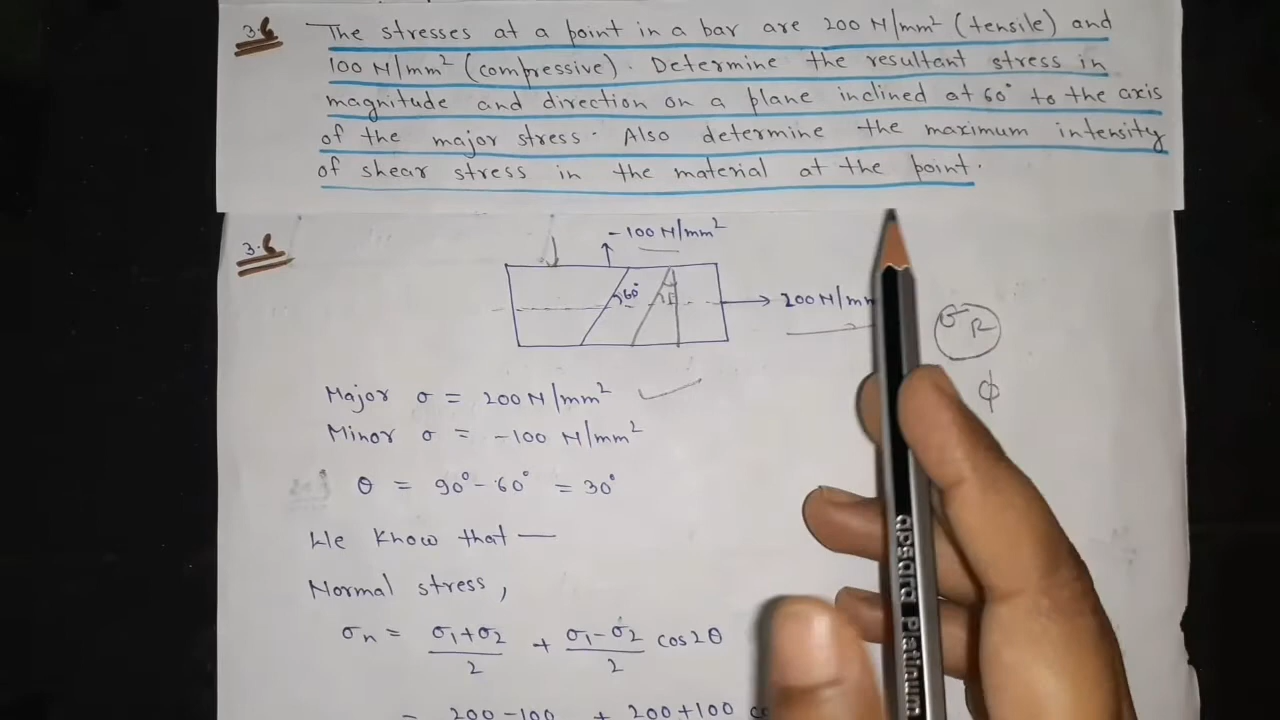 3.6
The stresses at a point in a bar are 200 N/mm² (tensile) and
100 N/mm² (compressive). Determine the resultant stress in
magnitude and direction on a plane inclined at 60° to the axis
of the major stress. Also determine the maximum intensity
of shear stress in the material at the point.
3.6
-100 N/mm²
60°
200 N/mm
σR
φ
Major σ = 200 N/mm²
Minor σ = -100 N/mm²
θ = 90° - 60° = 30°
We know that —
Normal stress,
σn = (σ1+σ2)/2 + (σ1-σ2)/2 cos2θ
= 200-100 + 200+100
apsara Platinum